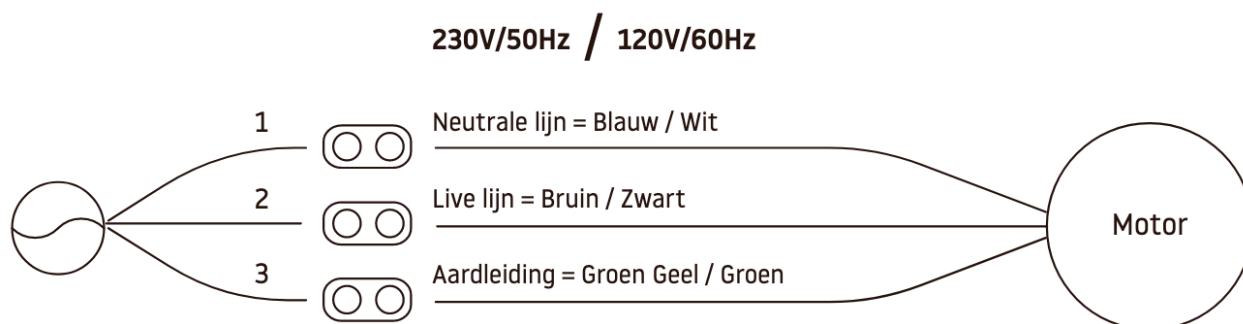 230V/50Hz / 120V/60Hz
1 Neutrale lijn = Blauw / Wit
2 Live lijn = Bruin / Zwart
Motor
3 Aardleiding = Groen Geel / Groen